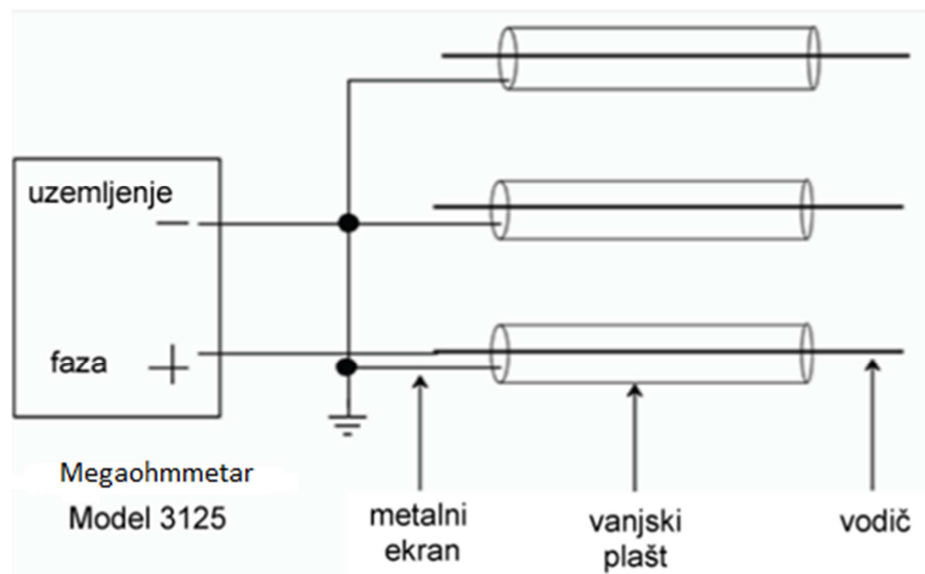 uzemljenje
−
faza +
Megaohmmetar
Model 3125
metalni
ekran
vanjski
plašt
vodič